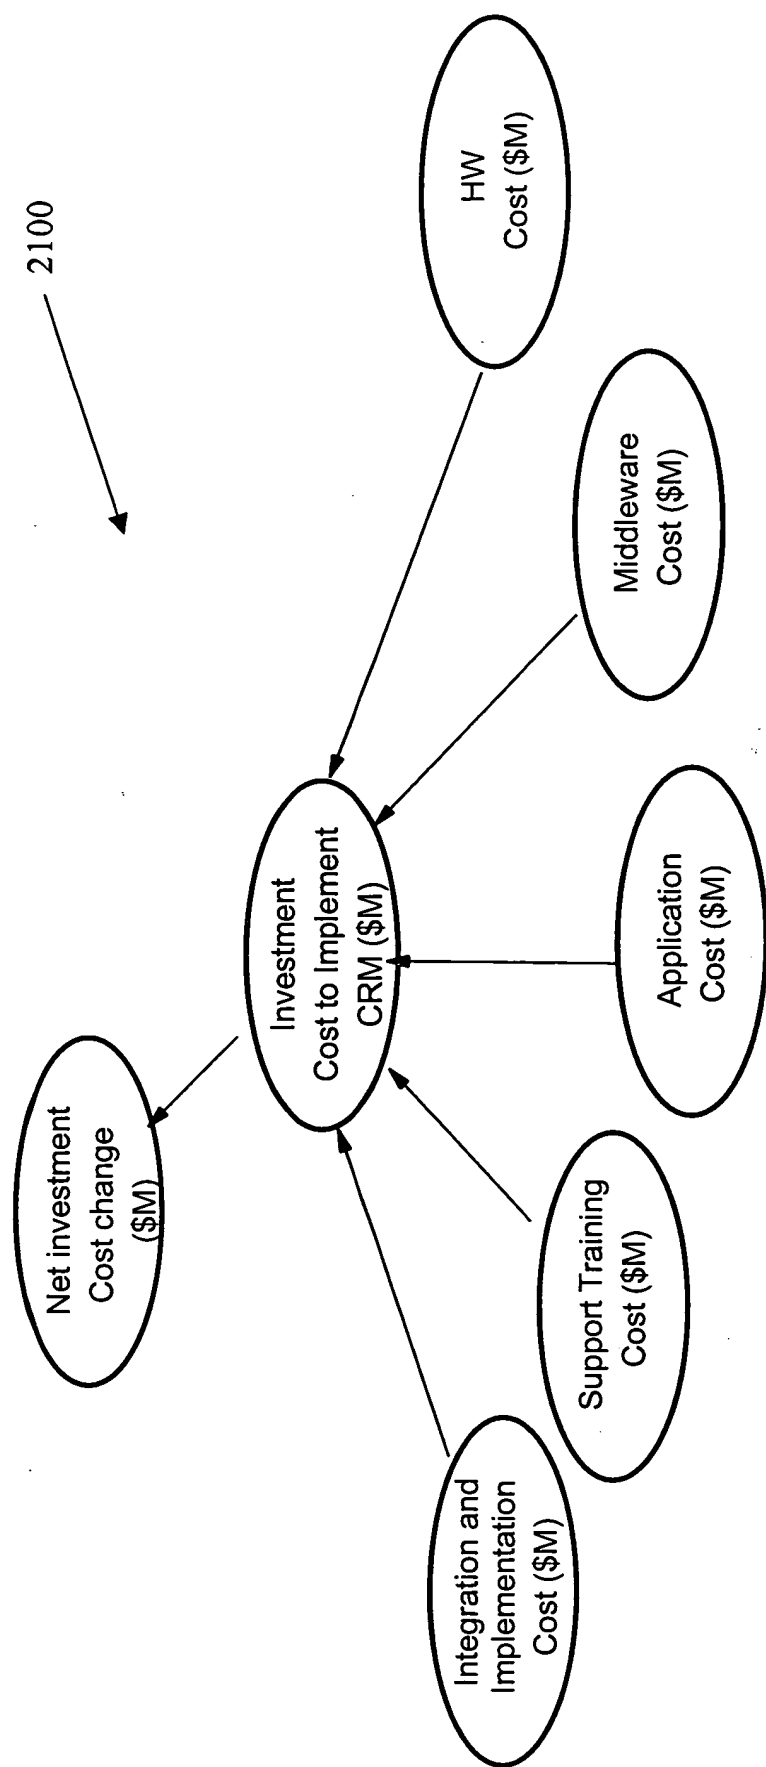 2100
Net investment
Cost change
($M)
Investment
Cost to Implement
CRM ($M)
Integration and
Implementation
Cost ($M)
Support Training
Cost ($M)
Application
Cost ($M)
Middleware
Cost ($M)
HW
Cost ($M)